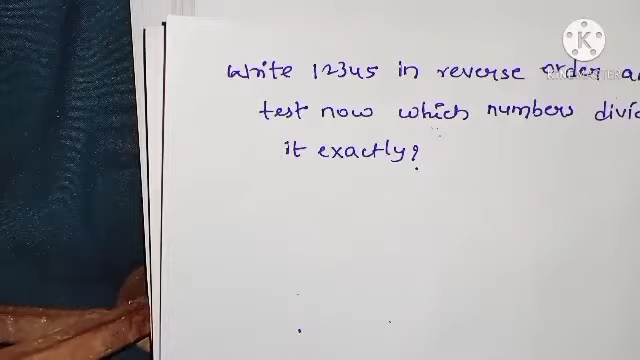 Write 12345 in reverse order
test now which numbers
it exactly?